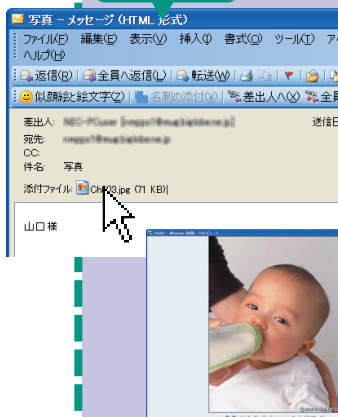 写真 - メッセージ (HTML 形式)
ファイル(F) 編集(E) 表示(V) 挿入(I) 書式(O) ツール(T)
ヘルプ(H)
返信(R) 全員へ返信(L) 転送(W)
似顔絵と絵文字(Z) 名刺の添付(¥) 差出人へ(X) 全員
差出人: 送信日
宛先:
CC:
件名: 写真
添付ファイル: .jpg (71 KB)
山口様